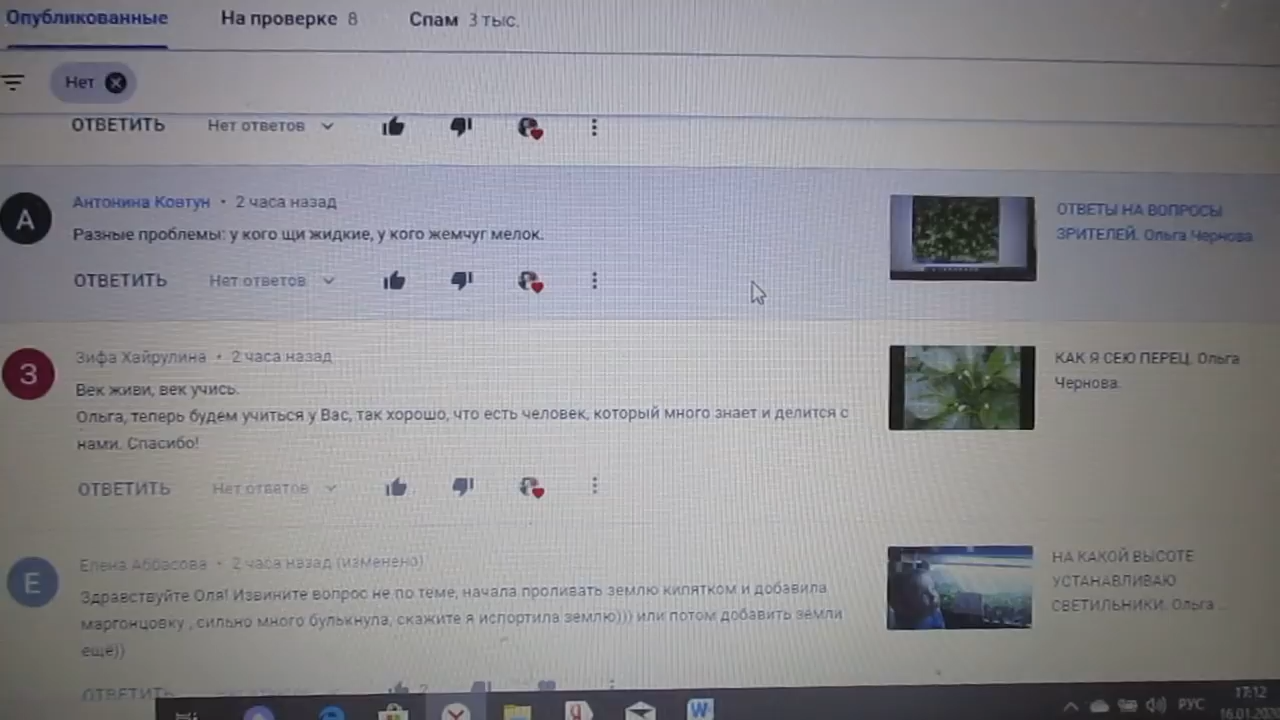 Опубликованные На проверке 8 Спам 3 тыс.
Нет
ОТВЕТИТЬ Нет ответов
А Антонина Ковтун • 2 часа назад
Разные проблемы: у кого щи жидкие, у кого жемчуг мелок.
ОТВЕТИТЬ Нет ответов
ОТВЕТЫ НА ВОПРОСЫ
ЗРИТЕЛЕЙ. Ольга Чернова
З Зифа Хайрулина • 2 часа назад
Век живи, век учись.
Ольга, теперь будем учиться у Вас, так хорошо, что есть человек, который много знает и делится с
нами. Спасибо!
ОТВЕТИТЬ Нет ответов
КАК Я СЕЮ ПЕРЕЦ. Ольга
Чернова.
Е Елена Аббасова • 2 часа назад (изменено)
Здравствуйте Оля! Извините вопрос не по теме, начала проливать землю кипятком и добавила
маргонцовку , сильно много булькнула, скажите я испортила землю))) или потом добавить земли
ещё))
ОТВЕТИТЬ
НА КАКОЙ ВЫСОТЕ
УСТАНАВЛИВАЮ
СВЕТИЛЬНИКИ. Ольга ...
РУС 17:12